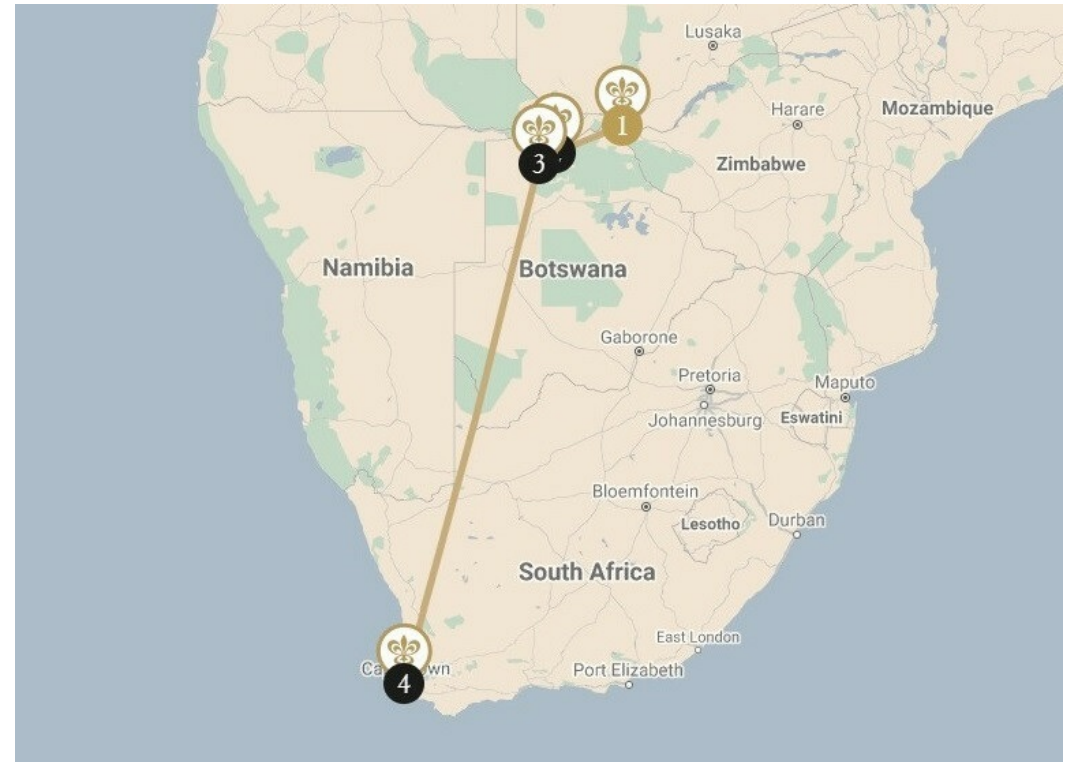 Lusaka
Harare
Mozambique
1
Zimbabwe
3
Namibia
Botswana
Gaborone
Pretoria
Maputo
Johannesburg
Eswatini
Bloemfontein
Lesotho
Durban
South Africa
East London
Port Elizabeth
4